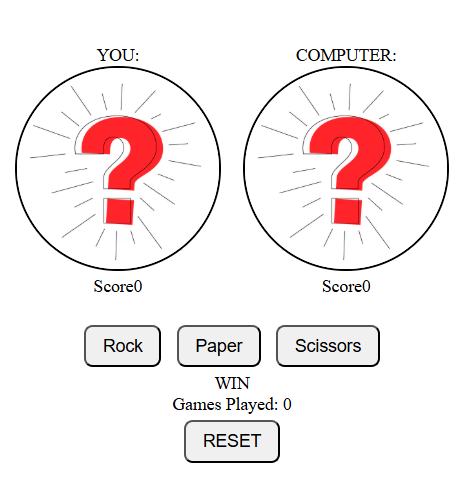 YOU: COMPUTER:
? ?
Score0 Score0
Rock Paper Scissors
WIN
Games Played: 0
RESET